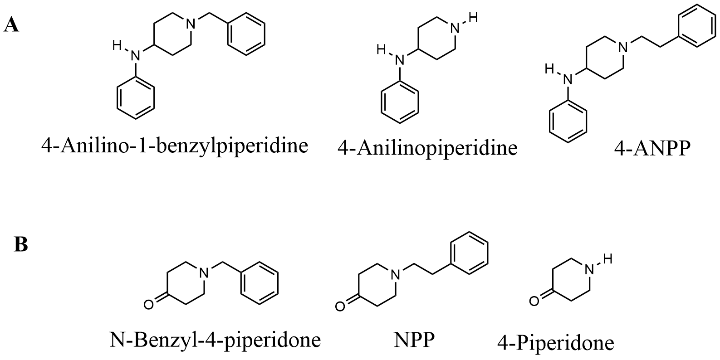 A
H
N
N
4-Anilino-1-benzylpiperidine
H
N
N
H
4-Anilinopiperidine
H
N
N
4-ANPP
B
N
O
N-Benzyl-4-piperidone
N
O
NPP
N
H
O
4-Piperidone